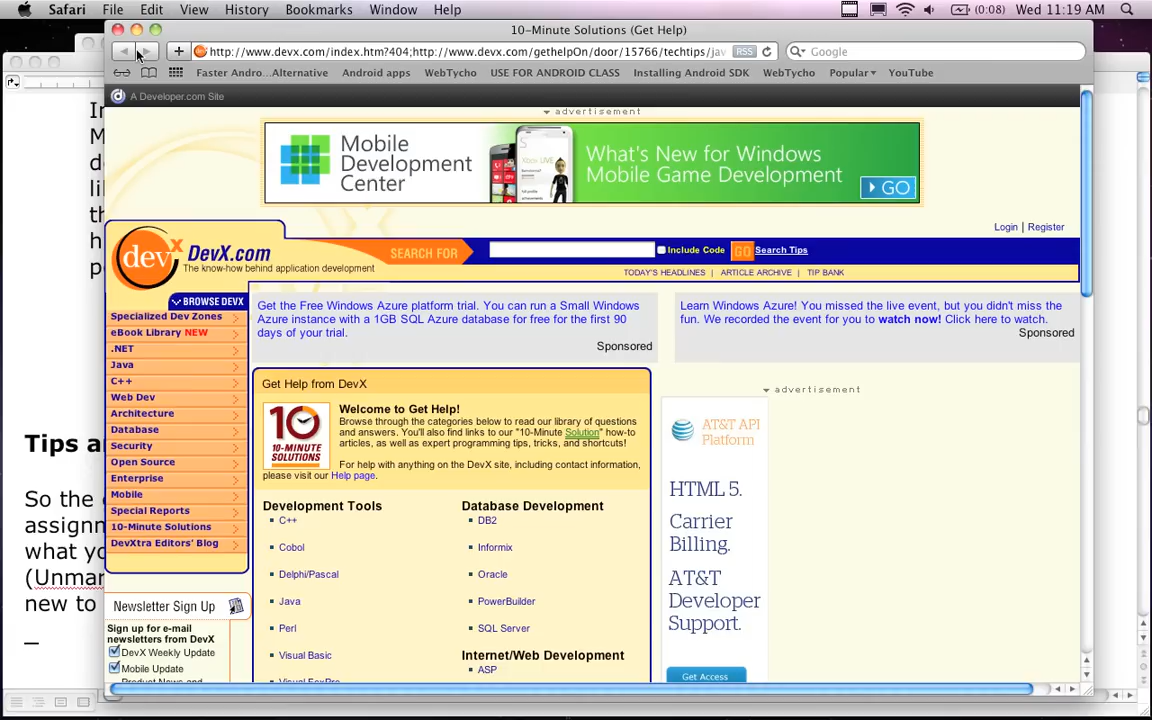 Safari File Edit View History Bookmarks Window Help (0:08) Wed 11:19 AM
10-Minute Solutions (Get Help)
http://www.devx.com/index.htm?404;http://www.devx.com/gethelpOn/door/15766/techtips/jav RSS Google
Faster Andro...Alternative Android apps WebTycho USE FOR ANDROID CLASS Installing Android SDK WebTycho Popular YouTube
A Developer.com Site
advertisement
Mobile
Development
Center
Xbox LIVE
What's New for Windows
Mobile Game Development
GO
Login | Register
devx DevX.com
The know-how behind application development
SEARCH FOR Include Code GO Search Tips
TODAY'S HEADLINES | ARTICLE ARCHIVE | TIP BANK
BROWSE DEVX
Specialized Dev Zones
eBook Library NEW
.NET
Java
C++
Web Dev
Architecture
Database
Security
Open Source
Enterprise
Mobile
Special Reports
10-Minute Solutions
DevXtra Editors' Blog
Newsletter Sign Up
Sign up for e-mail
newsletters from DevX
DevX Weekly Update
Mobile Update
Product News and
Get the Free Windows Azure platform trial. You can run a Small Windows
Azure instance with a 1GB SQL Azure database for free for the first 90
days of your trial.
Sponsored
Learn Windows Azure! You missed the live event, but you didn't miss the
fun. We recorded the event for you to watch now! Click here to watch.
Sponsored
Get Help from DevX
10
10-MINUTE
SOLUTIONS
Welcome to Get Help!
Browse through the categories below to read our library of questions
and answers. You'll also find links to our "10-Minute Solution" how-to
articles, as well as expert programming tips, tricks, and shortcuts!
For help with anything on the DevX site, including contact information,
please visit our Help page.
Development Tools
C++
Cobol
Delphi/Pascal
Java
Perl
Visual Basic
Visual FoxPro
Database Development
DB2
Informix
Oracle
PowerBuilder
SQL Server
Internet/Web Development
ASP
advertisement
AT&T API
Platform
HTML 5.
Carrier
Billing.
AT&T
Developer
Support.
Get Access
Tips a
So the
assignn
what yo
(Unmar
new to